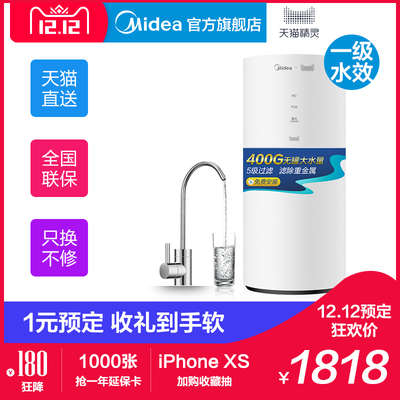 12.12
Midea 官方旗舰店
天猫精灵
一级
水效
天猫
直送
全国
联保
只换
不修
Midea
400G无罐大水量
5级过滤 滤除重金属
免费安装
1元预定 收礼到手软
12.12预定
狂欢价
¥1818
180
狂降
1000张
抢一年延保卡
iPhone XS
加购收藏抽